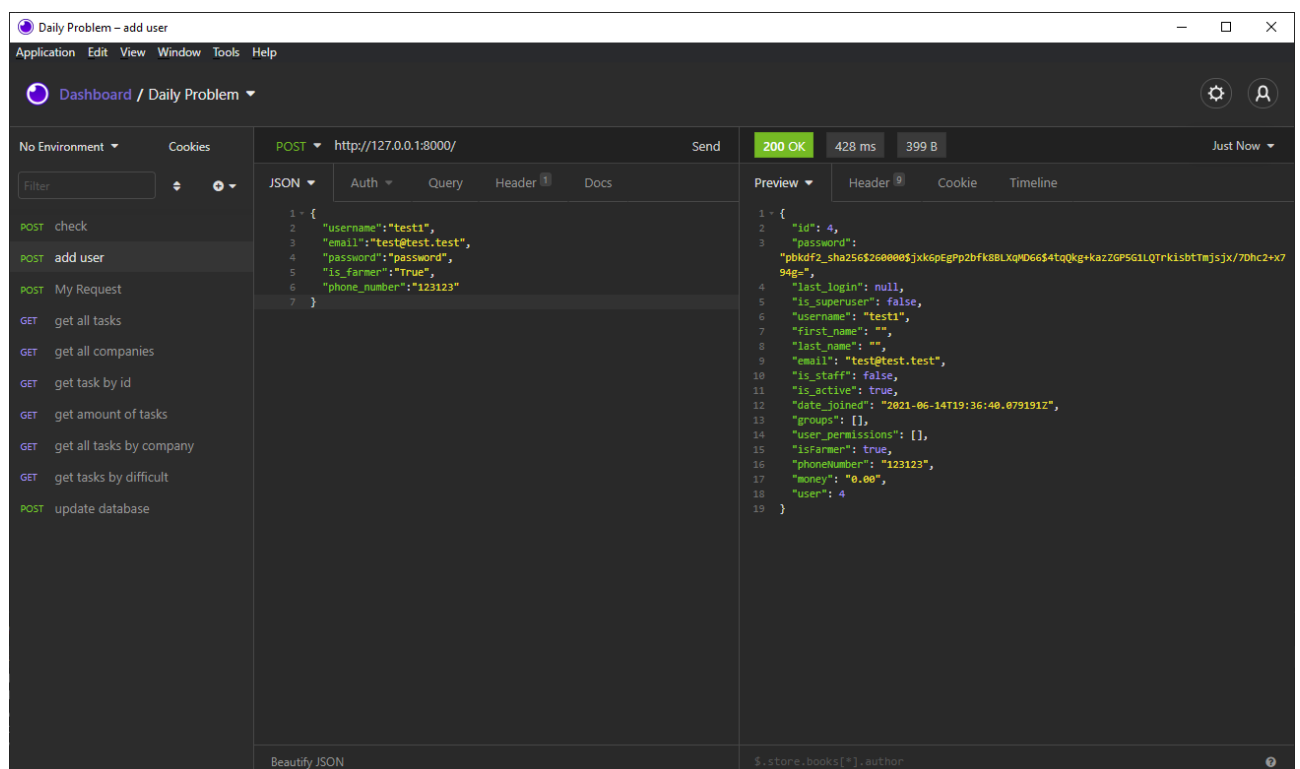 Daily Problem – add user
Application Edit View Window Tools Help
Dashboard / Daily Problem
No Environment Cookies
Filter
POST check
POST add user
POST My Request
GET get all tasks
GET get all companies
GET get task by id
GET get amount of tasks
GET get all tasks by company
GET get tasks by difficult
POST update database
POST http://127.0.0.1:8000/ Send
JSON Auth Query Header 1 Docs
1 {
2 "username":"test1",
3 "email":"test@test.test",
4 "password":"password",
5 "is_farmer":"True",
6 "phone_number":"123123"
7 }
Beautify JSON
200 OK 428 ms 399 B Just Now
Preview Header 9 Cookie Timeline
1 {
2 "id": 4,
3 "password":
"pbkdf2_sha256$260000$jxk6pEgPp2bfk8BLXqMD66$4tqQkg+kazZGP5G1LQTrkisbtTmjsjx/7Dhc2+x7
94g=",
4 "last_login": null,
5 "is_superuser": false,
6 "username": "test1",
7 "first_name": "",
8 "last_name": "",
9 "email": "test@test.test",
10 "is_staff": false,
11 "is_active": true,
12 "date_joined": "2021-06-14T19:36:40.079191Z",
13 "groups": [],
14 "user_permissions": [],
15 "isFarmer": true,
16 "phoneNumber": "123123",
17 "money": "0.00",
18 "user": 4
19 }
$.store.books[*].author